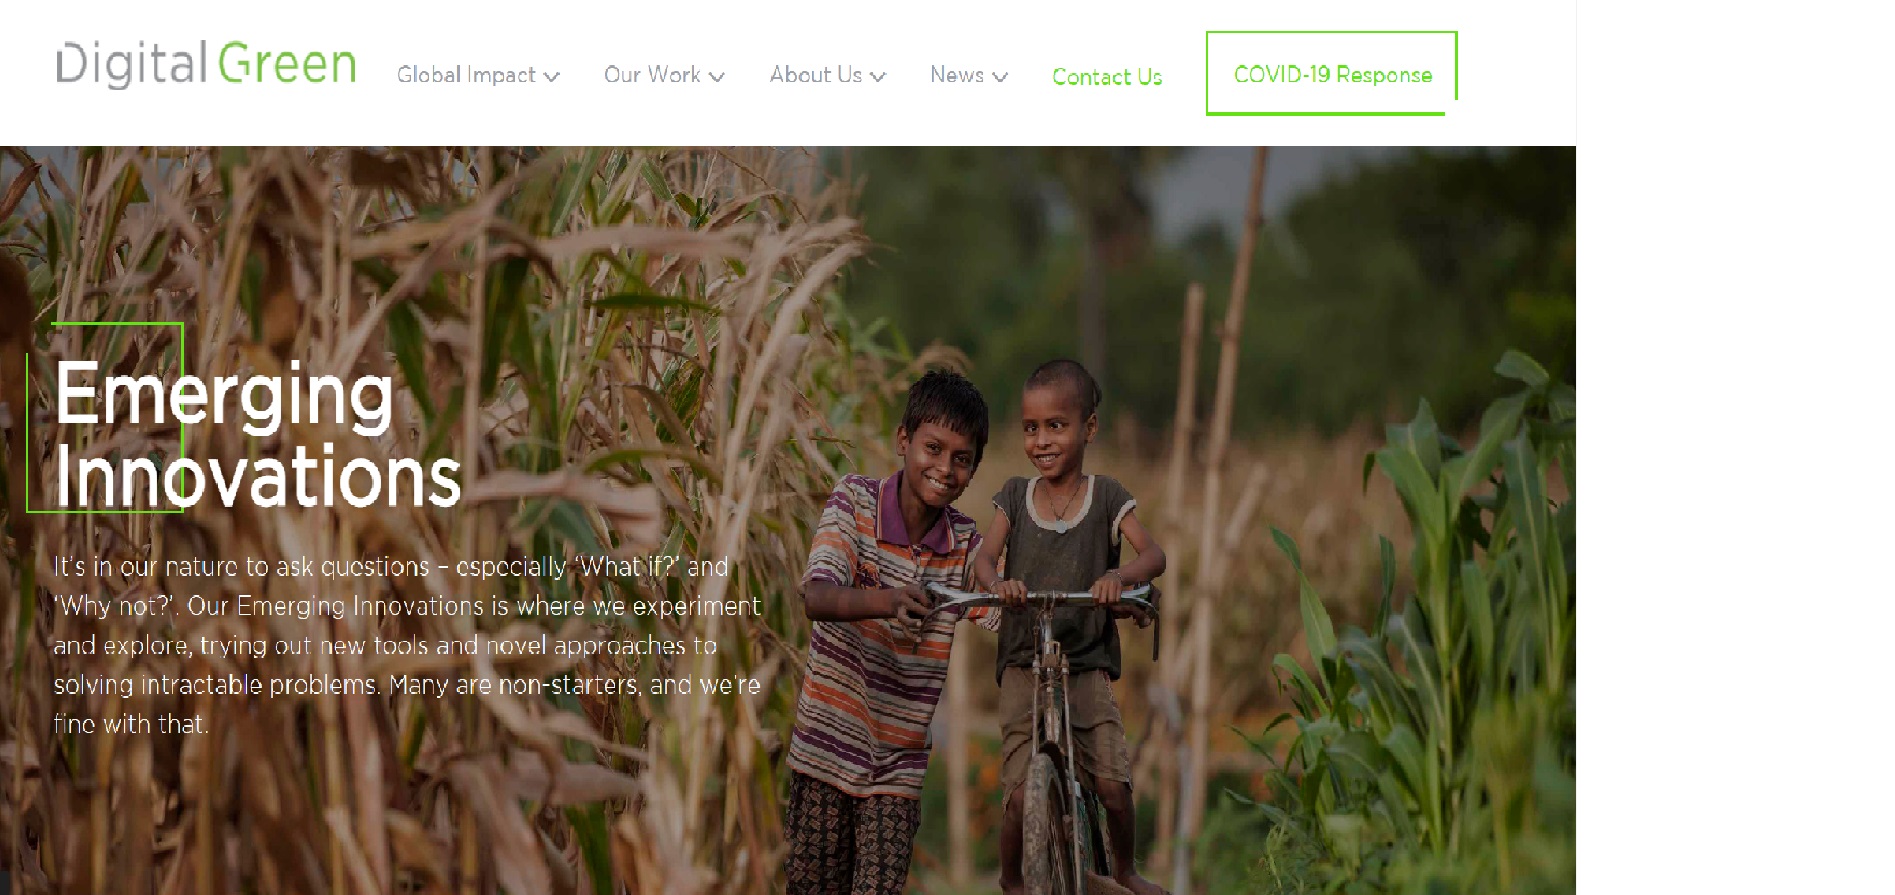 Digital Green
Global Impact
Our Work
About Us
News
Contact Us
COVID-19 Response
Emerging
Innovations
It's in our nature to ask questions – especially ‘What if?’ and
‘Why not?’. Our Emerging Innovations is where we experiment
and explore, trying out new tools and novel approaches to
solving intractable problems. Many are non-starters, and we're
fine with that.